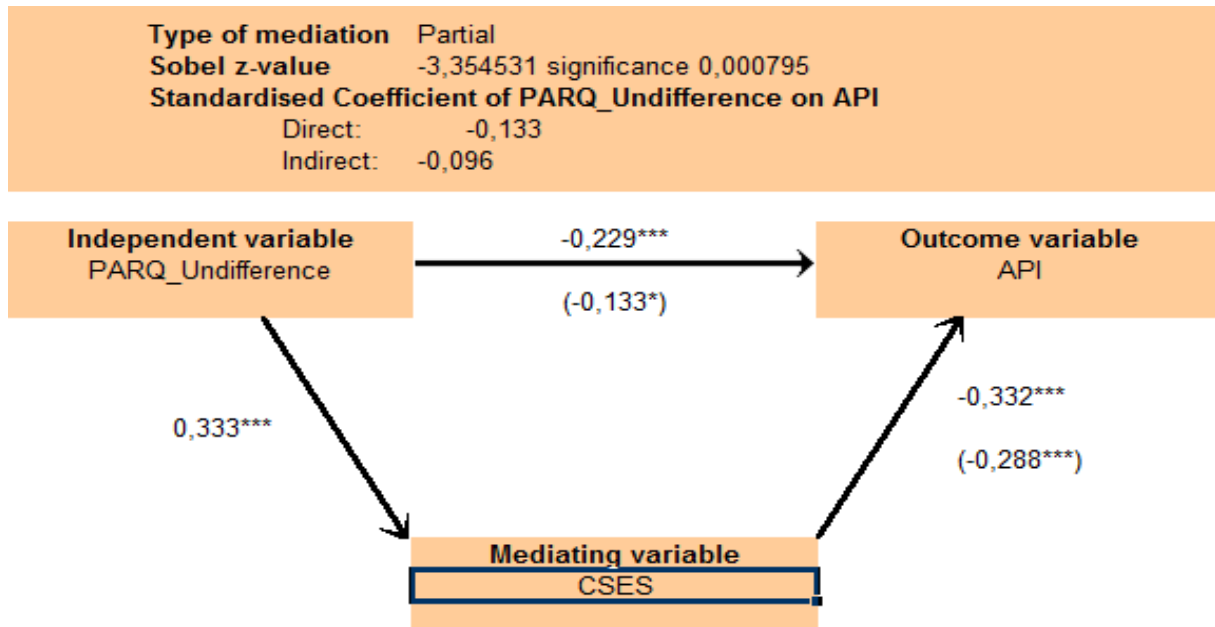 Type of mediation Partial
Sobel z-value -3,354531 significance 0,000795
Standardised Coefficient of PARQ_Undifference on API
Direct: -0,133
Indirect: -0,096
Independent variable
PARQ_Undifference
-0,229***
(-0,133*)
Outcome variable
API
0,333***
-0,332***
(-0,288***)
Mediating variable
CSES